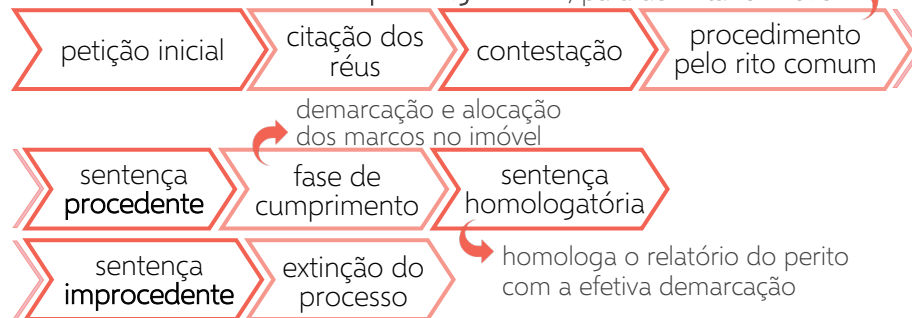 petição inicial
citação dos
réus
contestação
procedimento
pelo rito comum
demarcação e alocação
dos marcos no imóvel
sentença
procedente
fase de
cumprimento
sentença
homologatória
homologa o relatório do perito
com a efetiva demarcação
sentença
improcedente
extinção do
processo